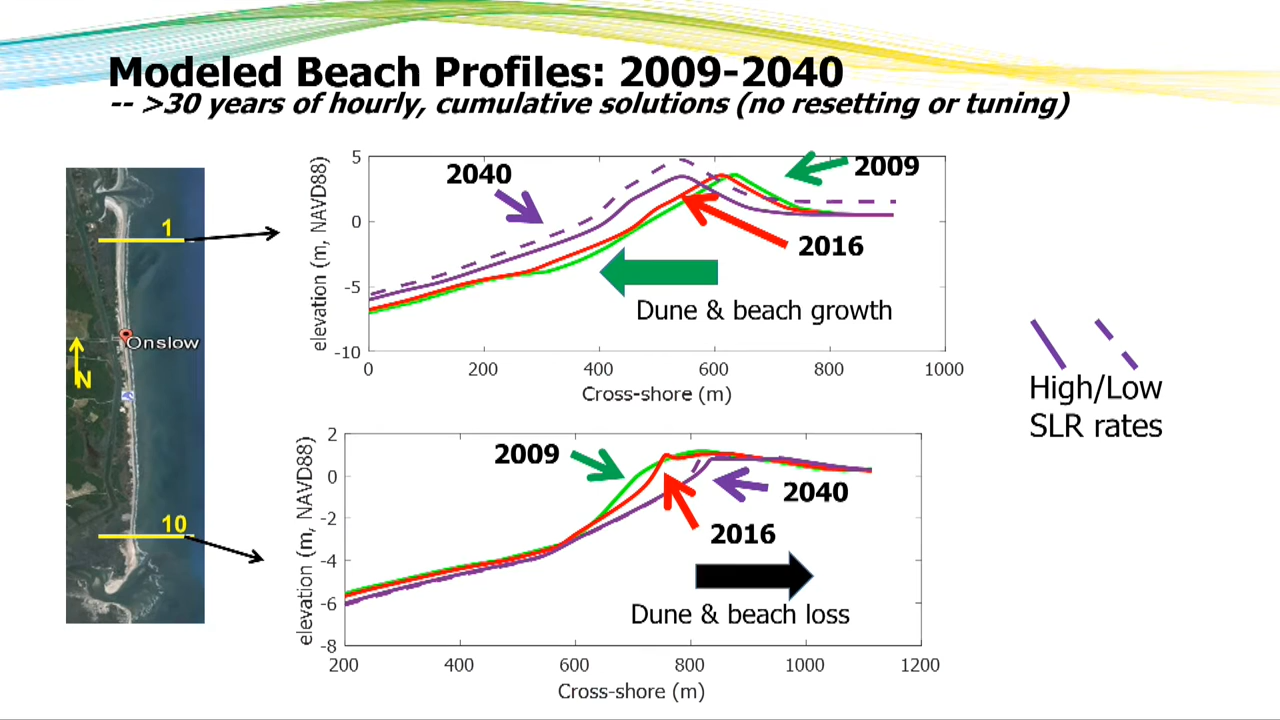 Modeled Beach Profiles: 2009-2040
-- >30 years of hourly, cumulative solutions (no resetting or tuning)
1
Onslow
N
10
elevation (m, NAVD88)
5
0
-5
-10
2040
2009
2016
Dune & beach growth
0
200
400
600
800
1000
Cross-shore (m)
High/Low
SLR rates
elevation (m, NAVD88)
2
0
-2
-4
-6
-8
2009
2040
2016
Dune & beach loss
200
400
600
800
1000
1200
Cross-shore (m)